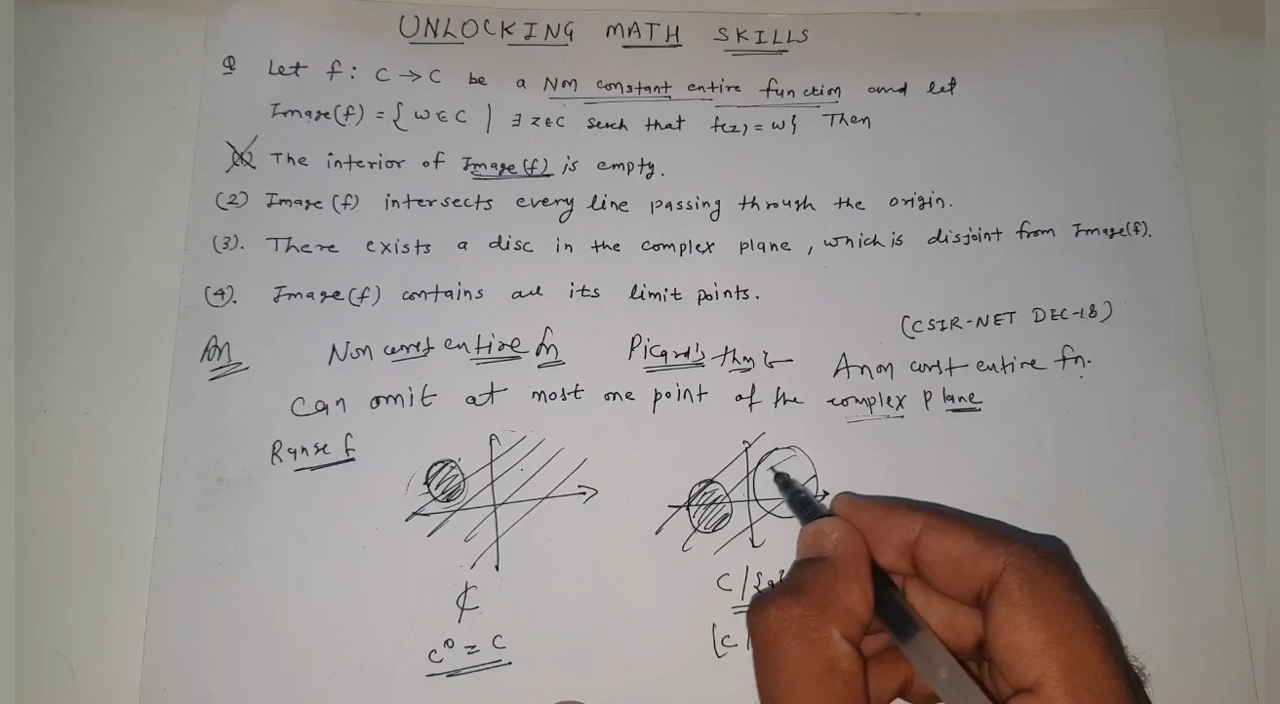 UNLOCKING MATH SKILLS
Q Let f: C → C be a Non constant entire function and let
Image(f) = { w ∈ C | ∃ z ∈ C such that f(z) = w} Then
The interior of Image(f) is empty.
(2) Image (f) intersects every line passing through the origin.
(3). There exists a disc in the complex plane, which is disjoint from Image(f).
(4). Image(f) contains all its limit points.
(CSIR-NET DEC-18)
An Non const entire fn Picard's thm :- A non const entire fn.
Can omit at most one point of the complex plane
Range f
C
C° = C
C / {
(C